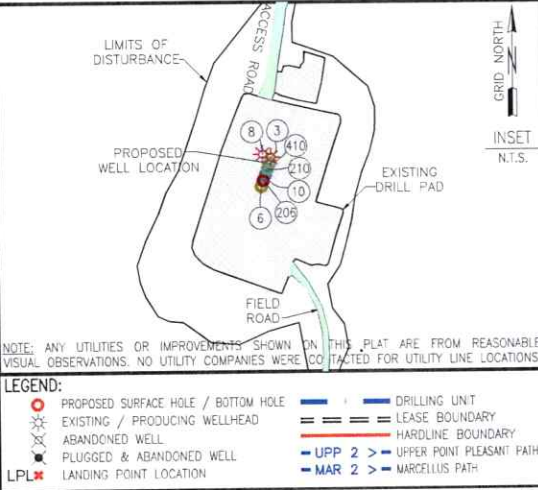 LIMITS OF
DISTURBANCE
ACCESS ROAD
GRID NORTH
N
INSET
N.T.S.
8
3
410
PROPOSED
WELL LOCATION
210
EXISTING
DRILL PAD
10
6
206
FIELD
ROAD
NOTE: ANY UTILITIES OR IMPROVEMENTS SHOWN ON THIS PLAT ARE FROM REASONABLE
VISUAL OBSERVATIONS. NO UTILITY COMPANIES WERE CONTACTED FOR UTILITY LINE LOCATIONS
LEGEND:
PROPOSED SURFACE HOLE / BOTTOM HOLE
EXISTING / PRODUCING WELLHEAD
ABANDONED WELL
PLUGGED & ABANDONED WELL
LPL LANDING POINT LOCATION
DRILLING UNIT
LEASE BOUNDARY
HARDLINE BOUNDARY
UPP 2 > UPPER POINT PLEASANT PATH
MAR 2 > MARCELLUS PATH